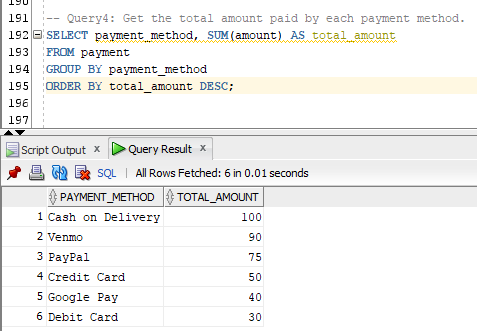 190
191 -- Query4: Get the total amount paid by each payment method.
192 SELECT payment_method, SUM(amount) AS total_amount
193 FROM payment
194 GROUP BY payment_method
195 ORDER BY total_amount DESC;
196
197
Script Output x Query Result x
SQL | All Rows Fetched: 6 in 0.01 seconds
PAYMENT_METHOD TOTAL_AMOUNT
1 Cash on Delivery 100
2 Venmo 90
3 PayPal 75
4 Credit Card 50
5 Google Pay 40
6 Debit Card 30